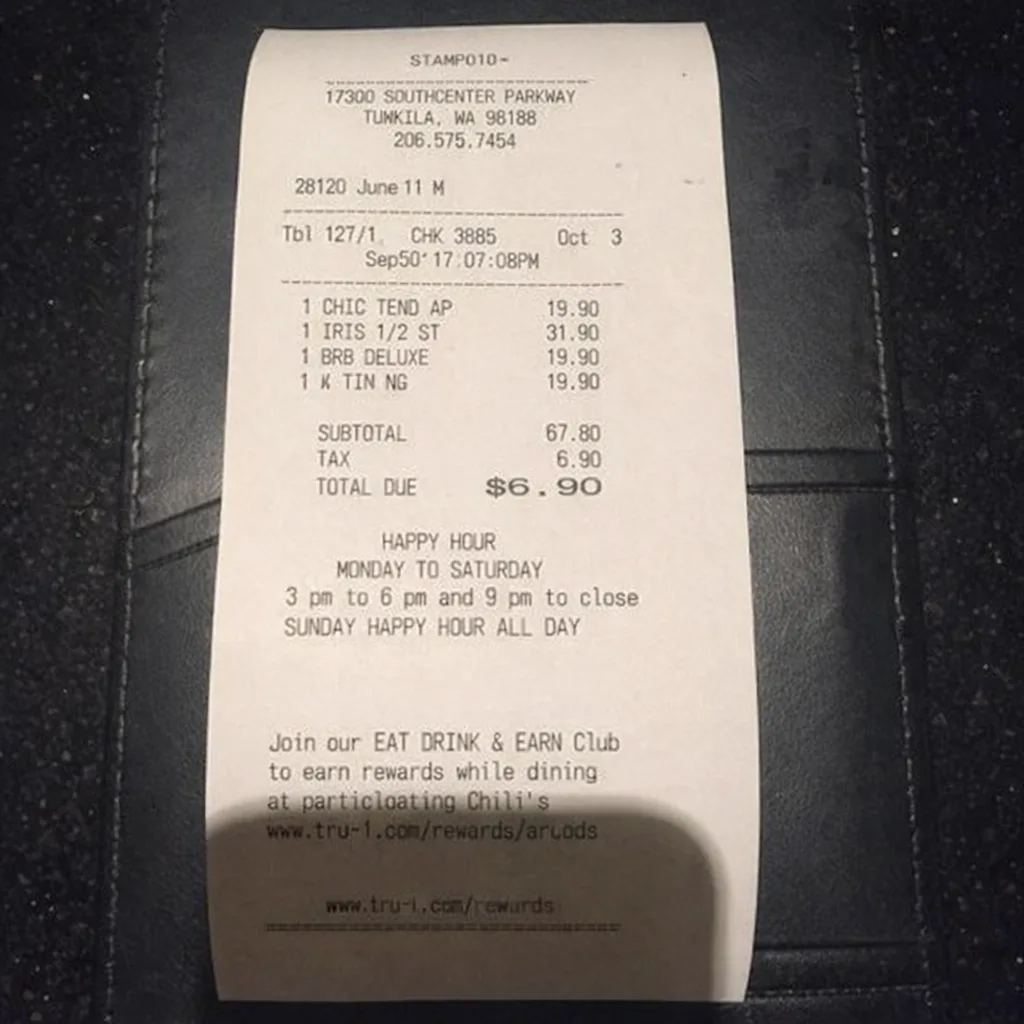 STAMP010-
17300 SOUTHCENTER PARKWAY
TUWKILA, WA 98188
206.575.7454
28120 June 11 M
Tbl 127/1 CHK 3885 Oct 3
Sep50' 17:07:08PM
1 CHIC TEND AP 19.90
1 IRIS 1/2 ST 31.90
1 BRB DELUXE 19.90
1 K TIN NG 19.90
SUBTOTAL 67.80
TAX 6.90
TOTAL DUE $6.90
HAPPY HOUR
MONDAY TO SATURDAY
3 pm to 6 pm and 9 pm to close
SUNDAY HAPPY HOUR ALL DAY
Join our EAT DRINK & EARN Club
to earn rewards while dining
at particloating Chili's
www.tru-1.com/rewards/arcods
www.tru-1.com/rewards